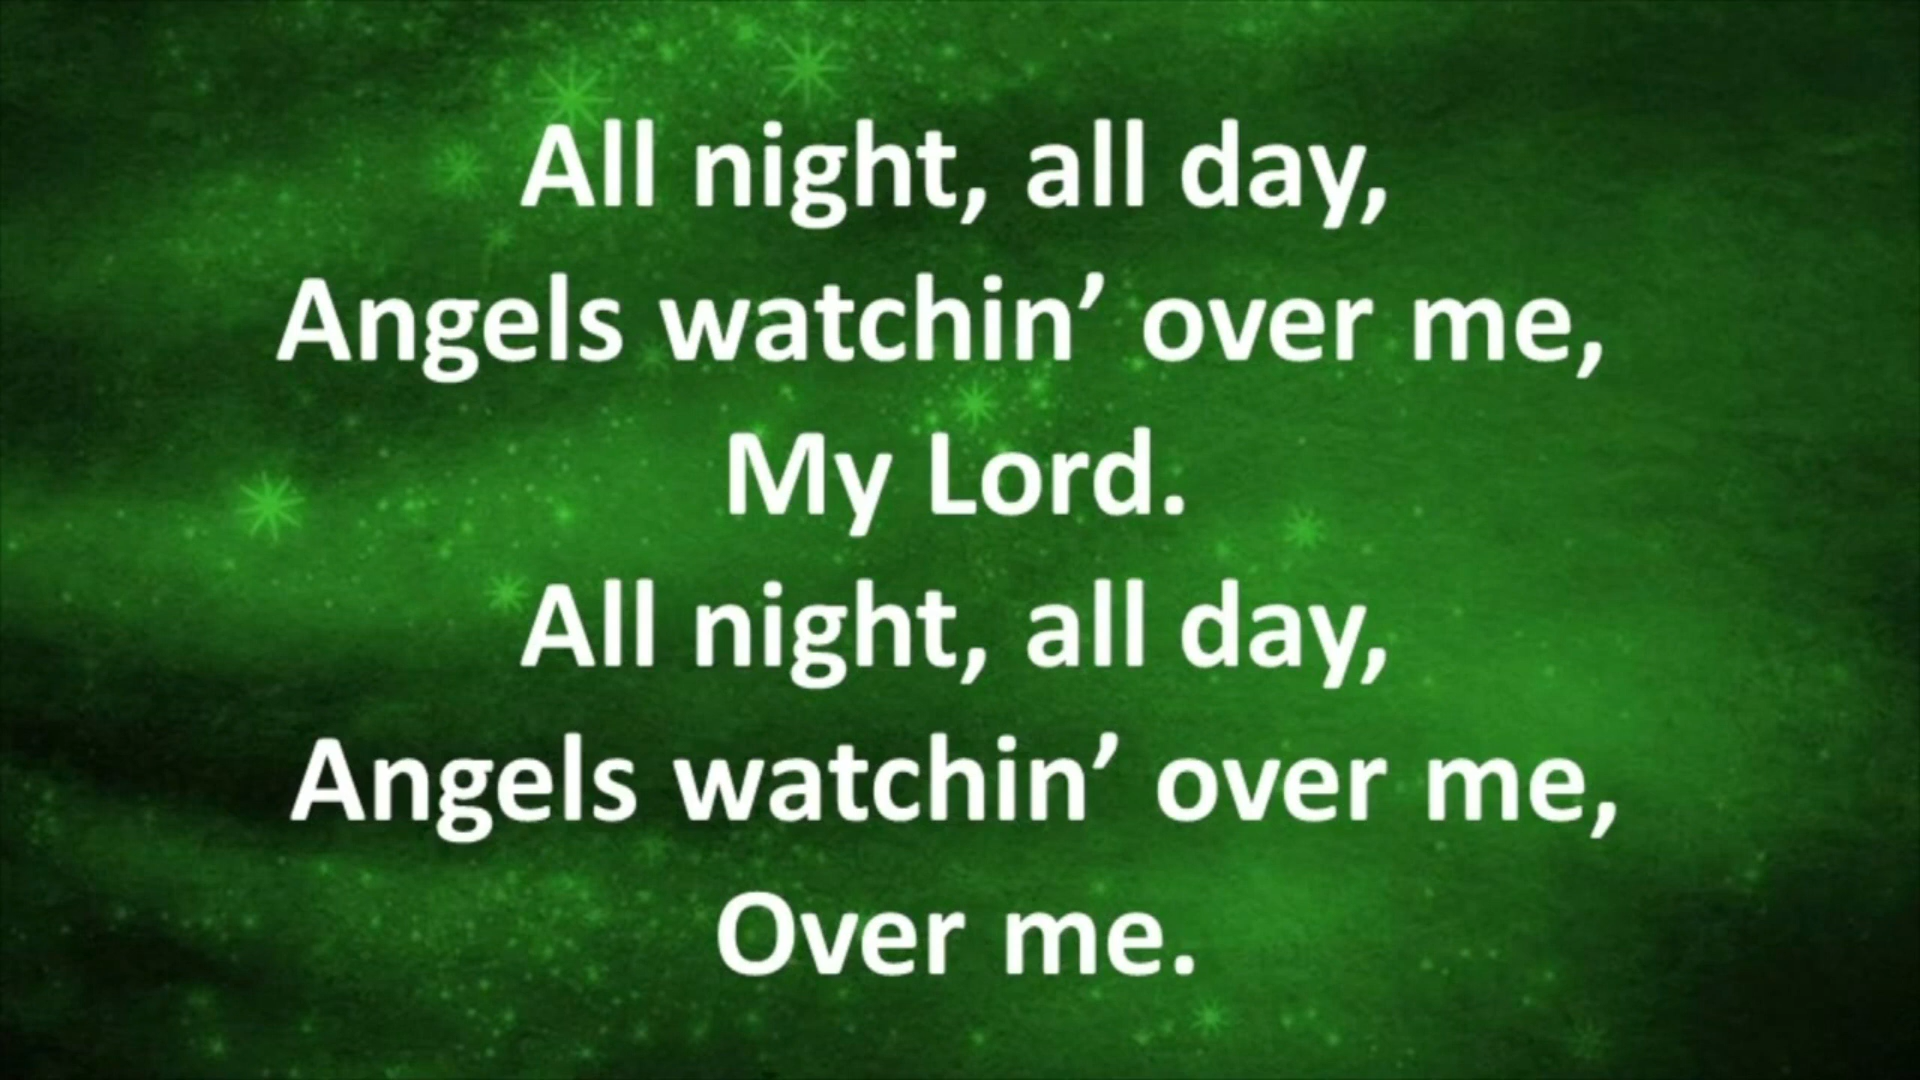 All night, all day,
Angels watchin’ over me,
My Lord.
All night, all day,
Angels watchin’ over me,
Over me.